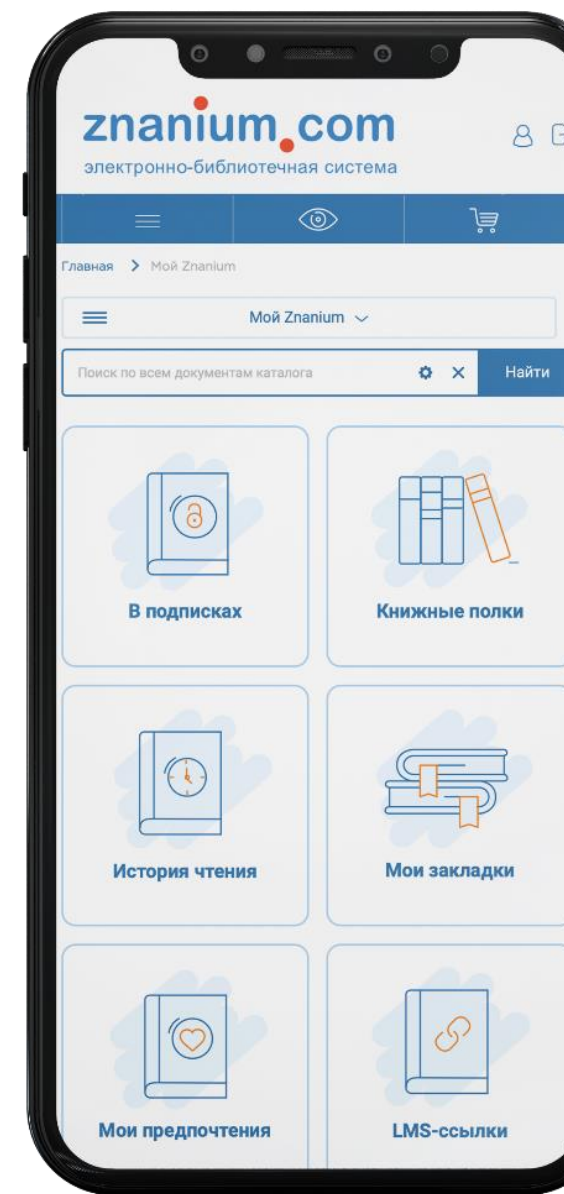 znanium.com
электронно-библиотечная система
Главная > Мой Znanium
Мой Znanium
Поиск по всем документам каталога
Найти
В подписках
Книжные полки
История чтения
Мои закладки
Мои предпочтения
LMS-ссылки